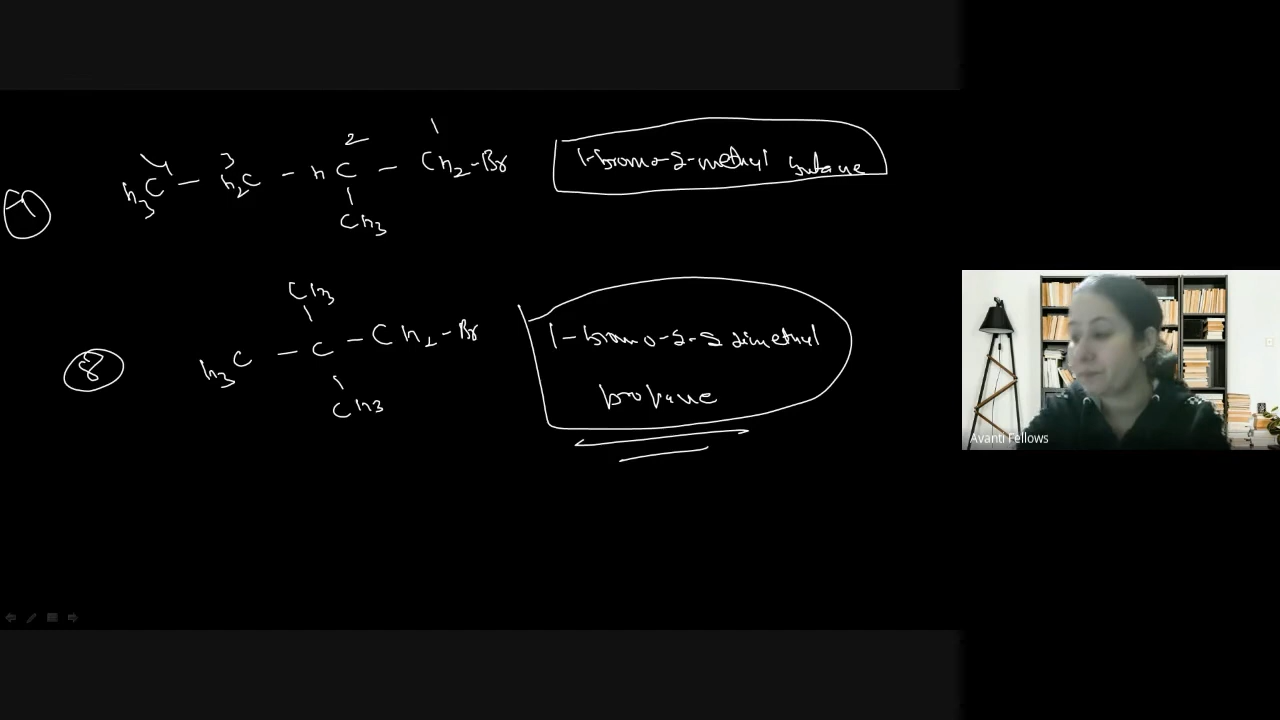 4 3 2 1
⑦ H3C - H2C - HC - CH2-Br 1-bromo-2-methyl butane
|
CH3
CH3
|
⑧ H3C - C - CH2-Br 1-bromo-2-2 dimethyl
|
CH3 propane
Avanti Fellows